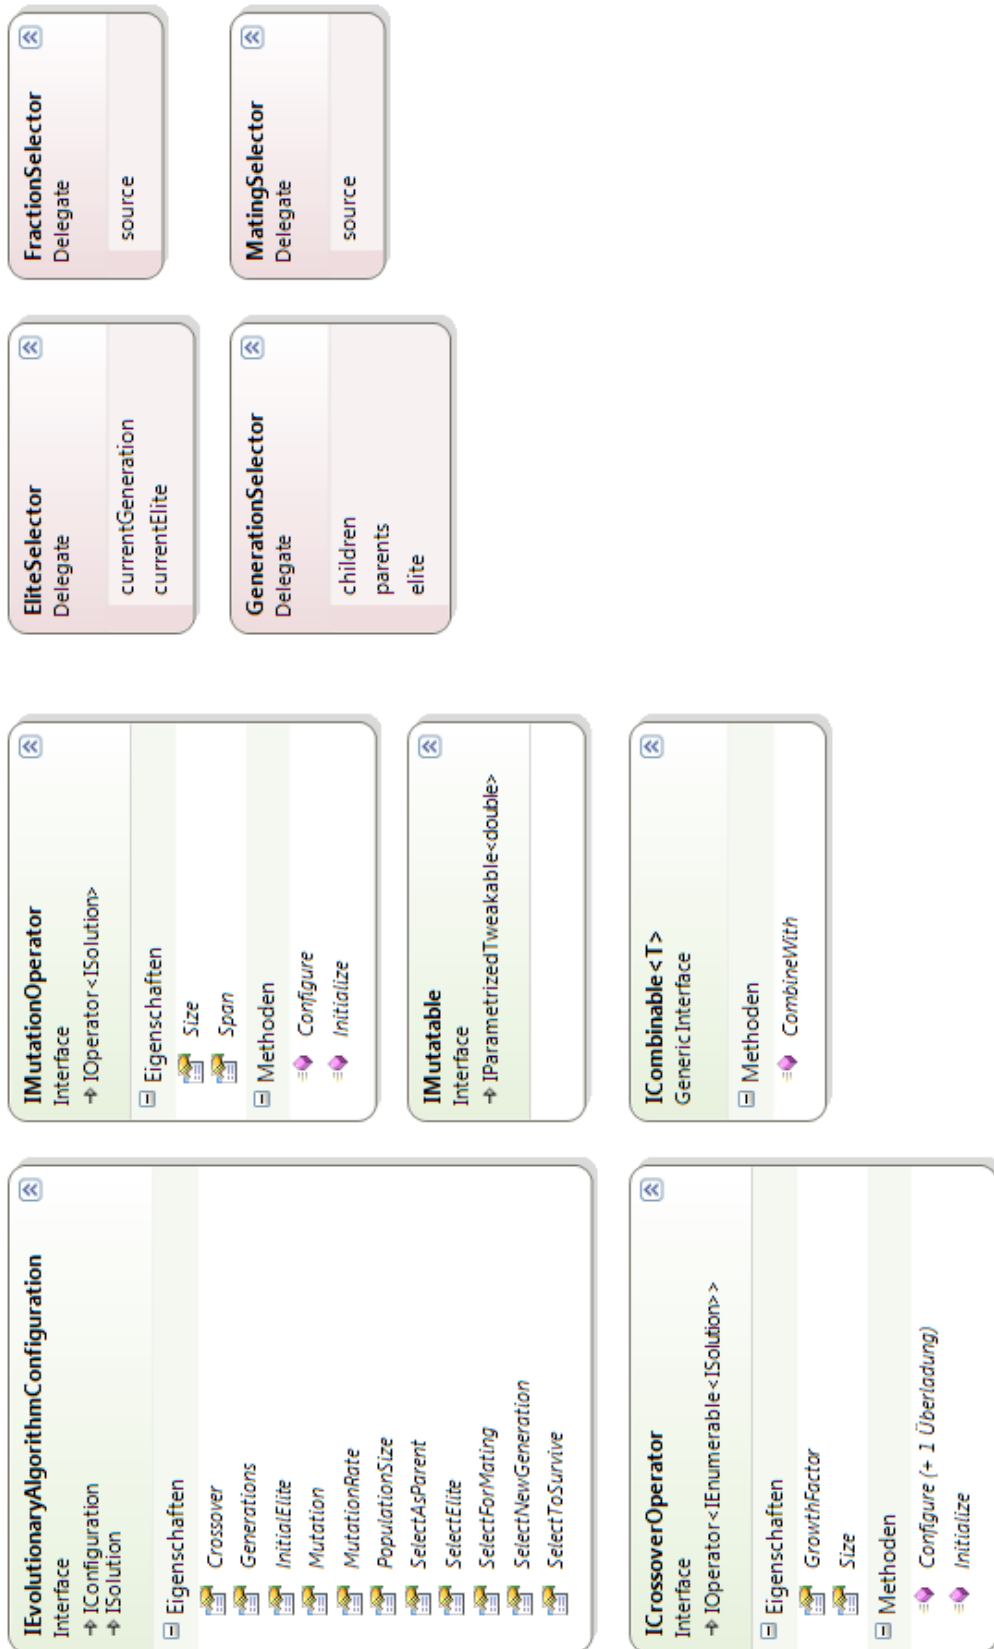 IEvolutionaryAlgorithmConfiguration
Interface
IConfiguration
ISolution
Eigenschaften
Crossover
Generations
InitialElite
Mutation
MutationRate
PopulationSize
SelectAsParent
SelectElite
SelectForMating
SelectNewGeneration
SelectToSurvive
IMutationOperator
Interface
IOperator<ISolution>
Eigenschaften
Size
Span
Methoden
Configure
Initialize
EliteSelector
Delegate
currentGeneration
currentElite
FractionSelector
Delegate
source
GenerationSelector
Delegate
children
parents
elite
MatingSelector
Delegate
source
IMutatable
Interface
IParametrizedTweakable<double>
ICrossoverOperator
Interface
IOperator<IEnumerable<ISolution>>
Eigenschaften
GrowthFactor
Size
Methoden
Configure (+ 1 Überladung)
Initialize
ICombinable<T>
Generic Interface
Methoden
CombineWith